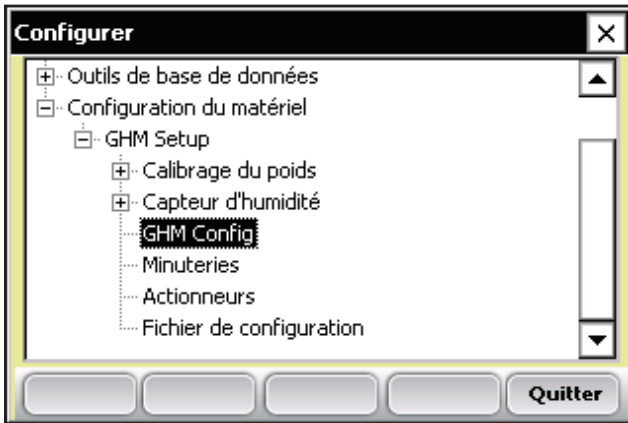 Configurer
Outils de base de données
Configuration du matériel
GHM Setup
Calibrage du poids
Capteur d'humidité
GHM Config
Minuteries
Actionneurs
Fichier de configuration
Quitter